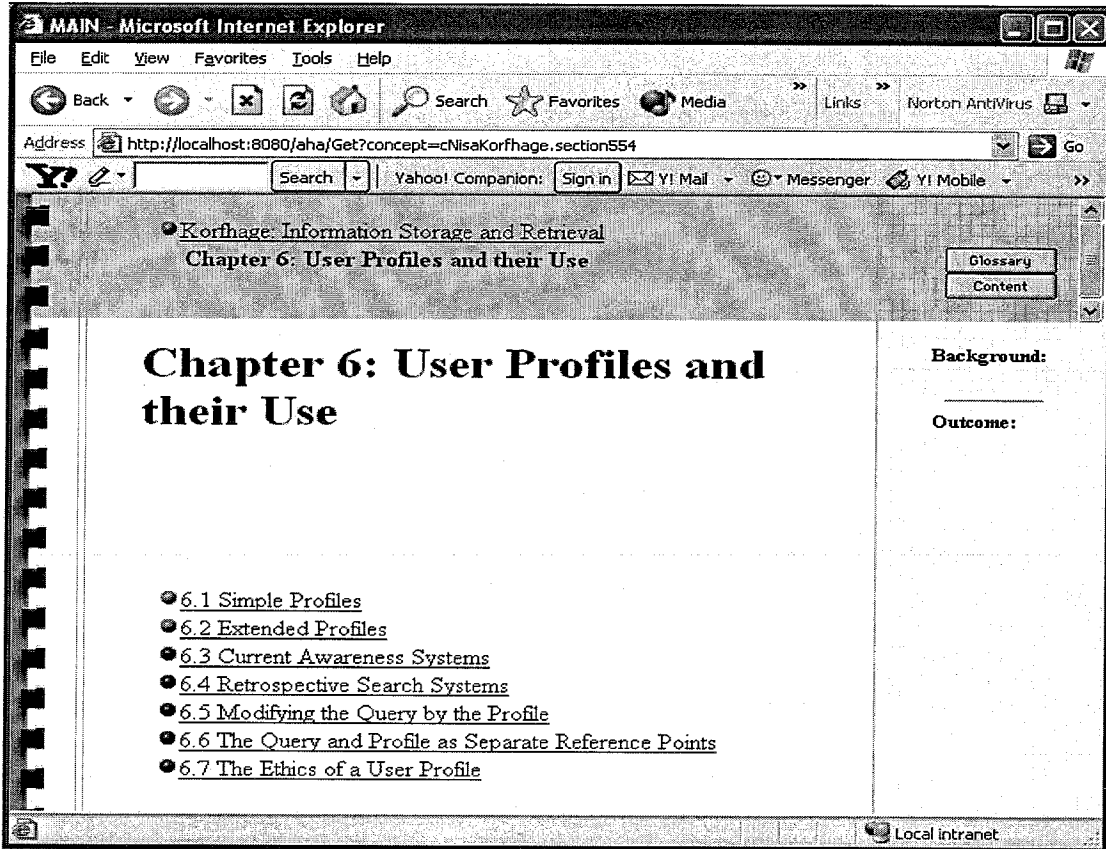 MAIN - Microsoft Internet Explorer
File Edit View Favorites Tools Help
Back Search Favorites Media » Links » Norton AntiVirus
Address http://localhost:8080/aha/Get?concept=cNisaKorfhage.section554 Go
Y! Search Yahoo! Companion: Sign in Y! Mail Messenger Y! Mobile »
Korfhage: Information Storage and Retrieval
Chapter 6: User Profiles and their Use
Glossary
Content
Chapter 6: User Profiles and
their Use
Background:
Outcome:
6.1 Simple Profiles
6.2 Extended Profiles
6.3 Current Awareness Systems
6.4 Retrospective Search Systems
6.5 Modifying the Query by the Profile
6.6 The Query and Profile as Separate Reference Points
6.7 The Ethics of a User Profile
Local intranet